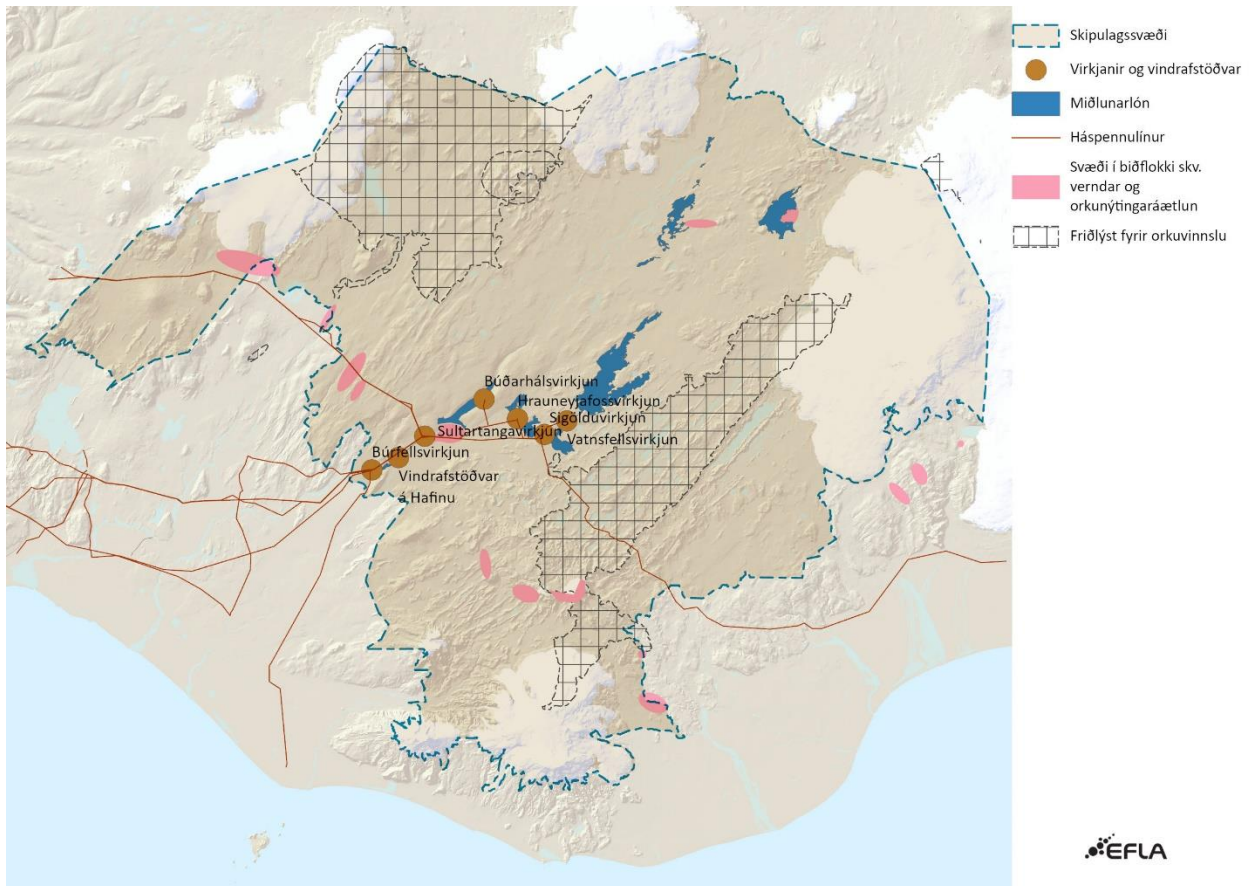 Skipulagssvæði
Virkjanir og vindrafstöðvar
Miðlunarlón
Háspennulínur
Svæði í biðflokki skv.
verndar og
orkunýtingaráætlun
Friðlýst fyrir orkuvinnslu
Búðarhálsvirkjun
Hrauneyjafossvirkjun
Sigölduvirkjun
Sultartangavirkjun
Vatnsfellsvirkjun
Búrfellsvirkjun
Vindrafstöðvar
á Hafinu
EFLA